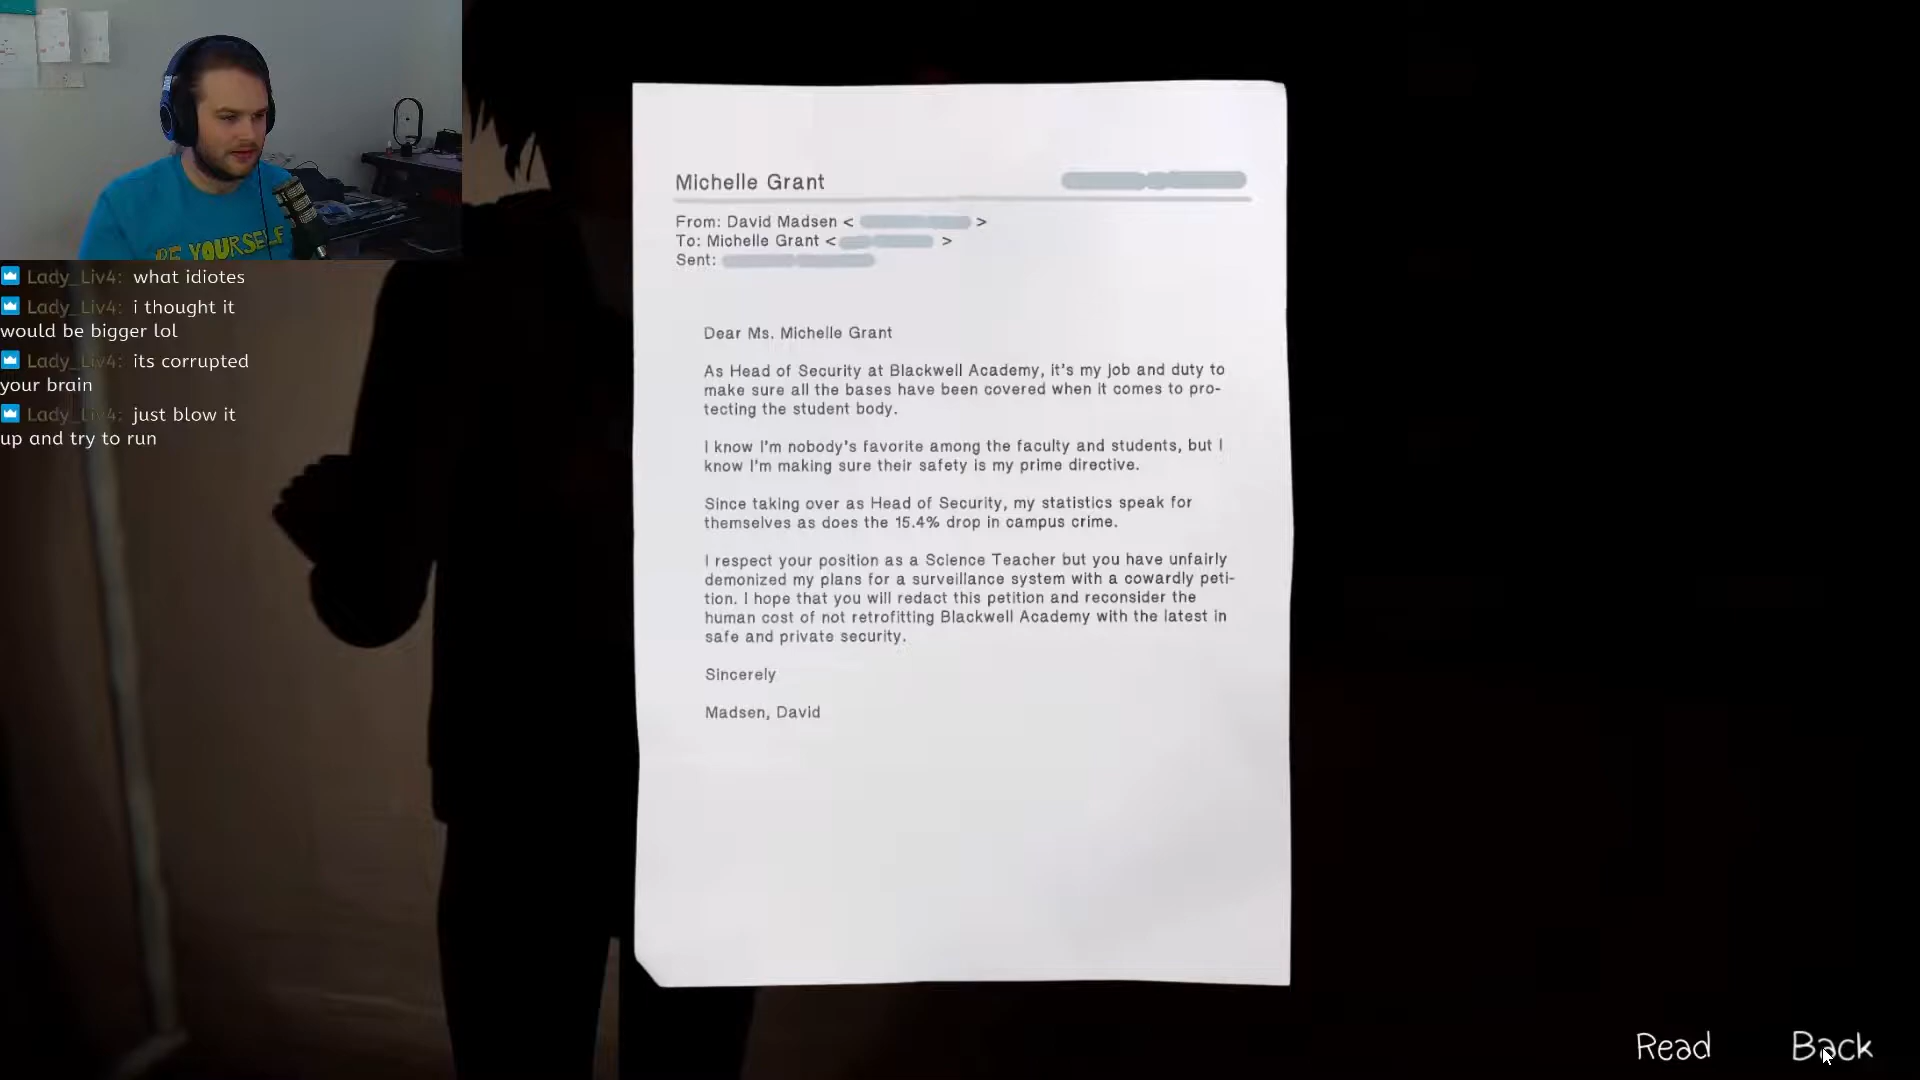 BE YOURSELF
Lady_Liv4: what idiotes
Lady_Liv4: i thought it
would be bigger lol
Lady_Liv4: its corrupted
your brain
Lady_Liv4: just blow it
up and try to run
Michelle Grant
From: David Madsen < >
To: Michelle Grant < >
Sent:
Dear Ms. Michelle Grant
As Head of Security at Blackwell Academy, it's my job and duty to
make sure all the bases have been covered when it comes to pro-
tecting the student body.
I know I'm nobody's favorite among the faculty and students, but I
know I'm making sure their safety is my prime directive.
Since taking over as Head of Security, my statistics speak for
themselves as does the 15.4% drop in campus crime.
I respect your position as a Science Teacher but you have unfairly
demonized my plans for a surveillance system with a cowardly peti-
tion. I hope that you will redact this petition and reconsider the
human cost of not retrofitting Blackwell Academy with the latest in
safe and private security.
Sincerely
Madsen, David
Read
Back